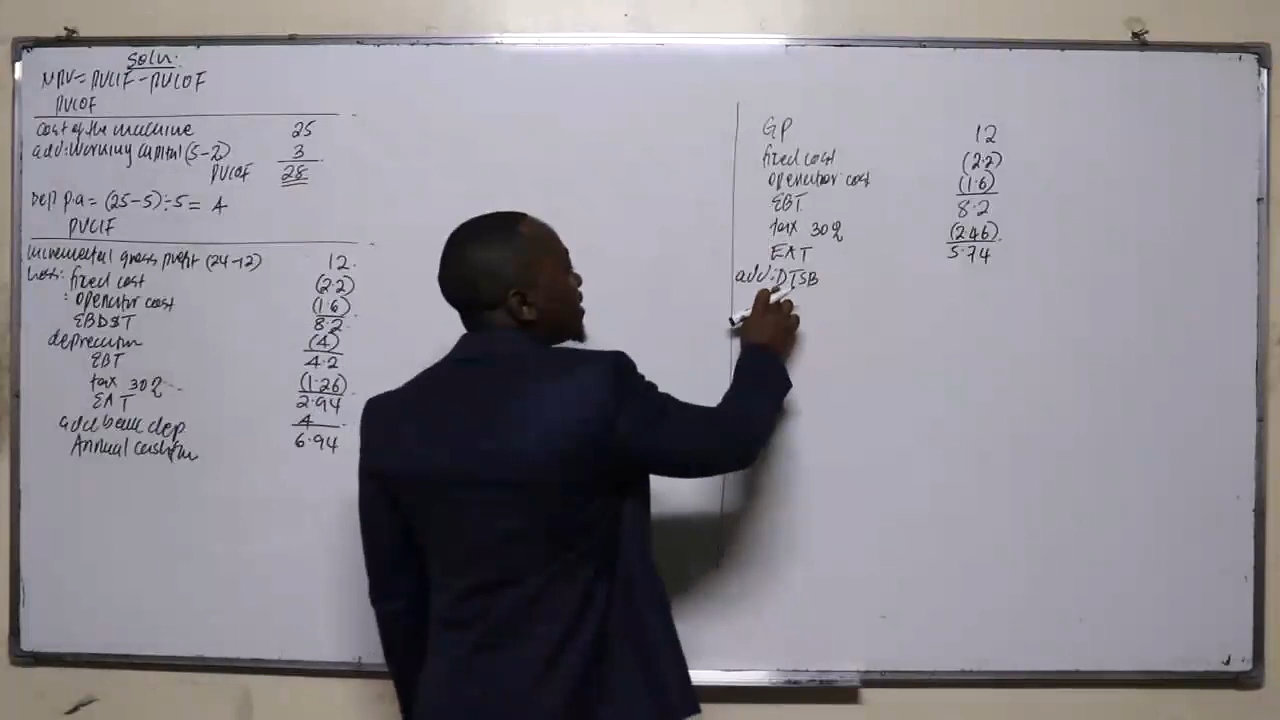 Soln:
NPV = PVCIF - PVCOF
PVCOF
Cost of the machine 25
add: working capital (5-2) 3
PVCOF 28
Dep p.a = (25-5) ÷ 5 = 4
PVCIF
Incremental gross profit (24-12) 12
Less: fixed cost (2.2)
: operator cost (1.6)
EBD&T 8.2
depreciation (4)
EBT 4.2
tax 30% (1.26)
EAT 2.94
add back dep 4
Annual cashflow 6.94
GP 12
fixed cost (2.2)
operator cost (1.6)
EBT 8.2
tax 30% (2.46)
EAT 5.74
add: DTSB